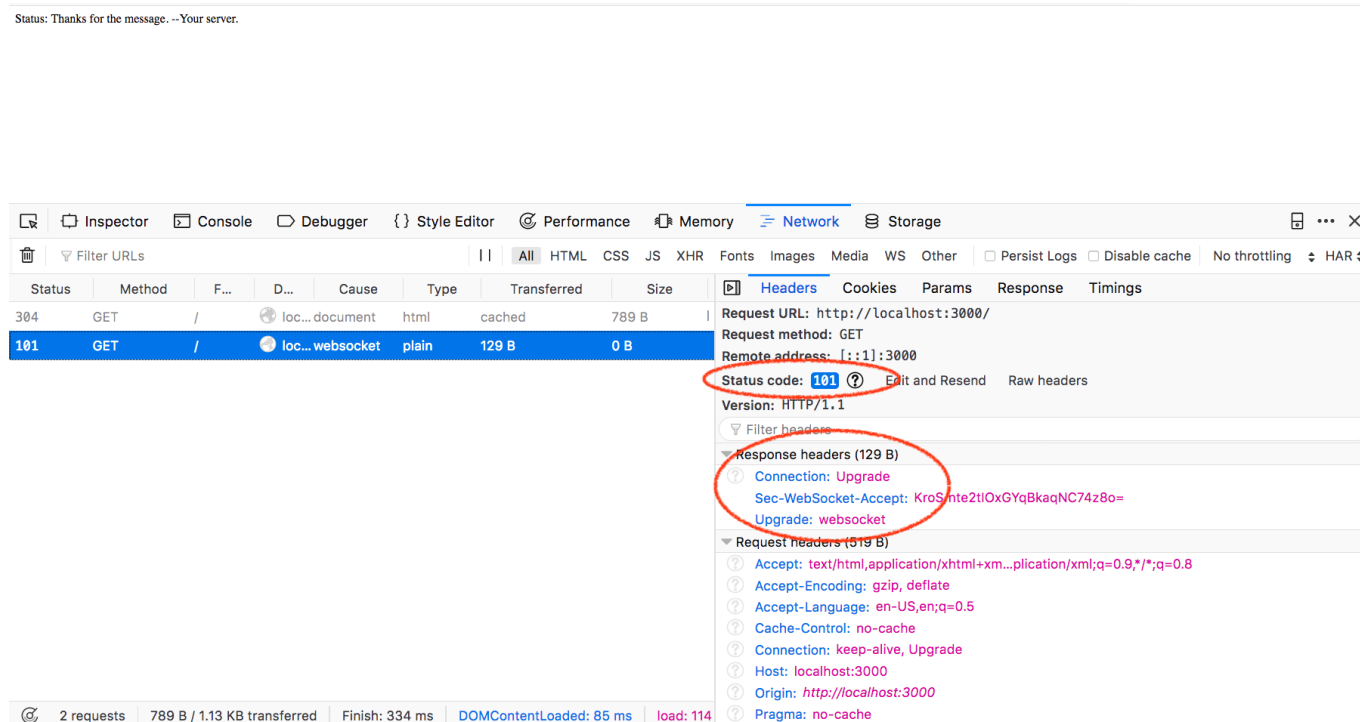 Status: Thanks for the message. --Your server.
Inspector Console Debugger { } Style Editor Performance Memory Network Storage
Filter URLs All HTML CSS JS XHR Fonts Images Media WS Other Persist Logs Disable cache No throttling HAR
Status Method F... D... Cause Type Transferred Size
Headers Cookies Params Response Timings
304 GET / loc... document html cached 789 B
101 GET / loc... websocket plain 129 B 0 B
Request URL: http://localhost:3000/
Request method: GET
Remote address: [::1]:3000
Status code: 101 Edit and Resend Raw headers
Version: HTTP/1.1
Filter headers
Response headers (129 B)
Connection: Upgrade
Sec-WebSocket-Accept:
Upgrade: websocket
Request headers (519 B)
Accept: text/html,application/xhtml+xm...plication/xml;q=0.9,*/*;q=0.8
Accept-Encoding: gzip, deflate
Accept-Language: en-US,en;q=0.5
Cache-Control: no-cache
Connection: keep-alive, Upgrade
Host: localhost:3000
Origin: http://localhost:3000
Pragma: no-cache
2 requests 789 B / 1.13 KB transferred Finish: 334 ms DOMContentLoaded: 85 ms load: 114